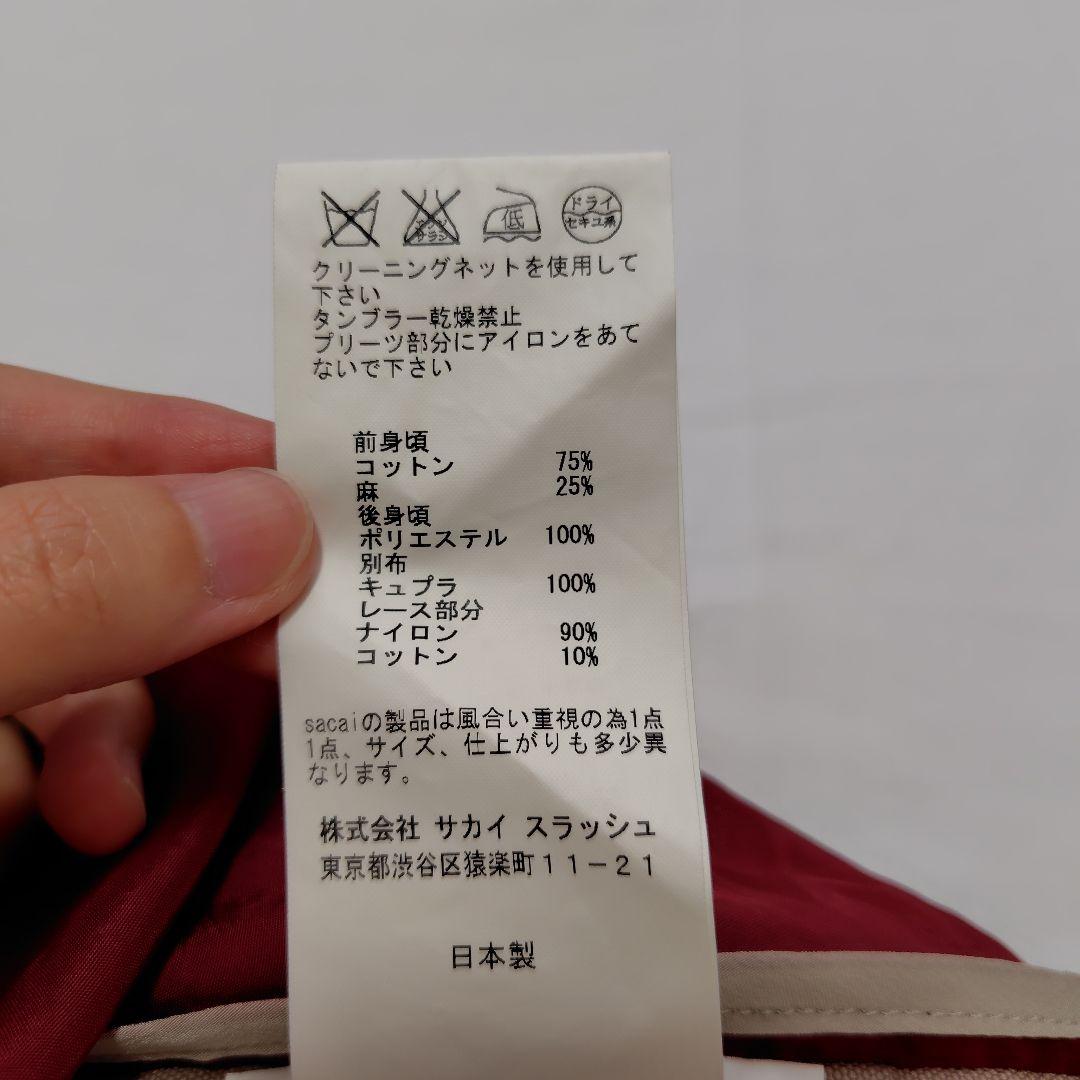 エンソ
サラシ
低
ドライ
セキユ系
クリーニングネットを使用して
下さい
タンブラー乾燥禁止
プリーツ部分にアイロンをあて
ないで下さい
前身頃
コットン 75%
麻 25%
後身頃
ポリエステル 100%
別布
キュプラ 100%
レース部分
ナイロン 90%
コットン 10%
sacaiの製品は風合い重視の為1点
1点、サイズ、仕上がりも多少異
なります。
株式会社 サカイ スラッシュ
東京都渋谷区猿楽町11-21
日本製